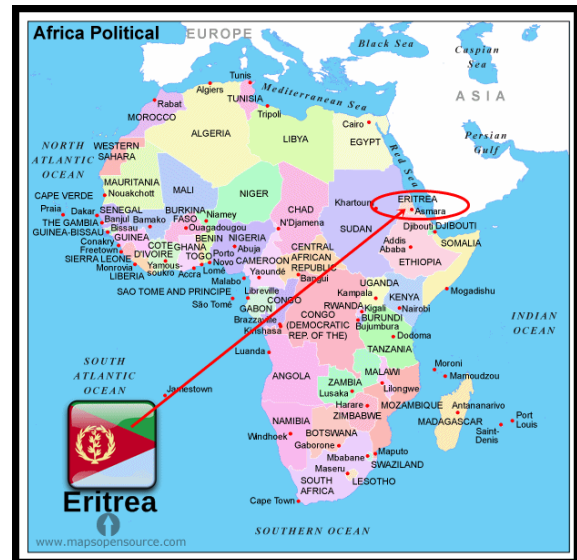 Africa Political
EUROPE
Black Sea
Caspian
Sea
ASIA
Mediterranean Sea
Persian
Gulf
Red Sea
NORTH
ATLANTIC
OCEAN
Algiers
Tunis
TUNISIA
Rabat
MOROCCO
Tripoli
Cairo
ALGERIA
LIBYA
EGYPT
WESTERN
SAHARA
MAURITANIA
Nouakchott
MALI
NIGER
CHAD
Khartoum
SUDAN
ERITREA
Asmara
CAPE VERDE
Praia
Dakar
SENEGAL
THE GAMBIA
Banjul
Bissau
GUINEA-BISSAU
Bamako
BURKINA
FASO
Niamey
Ouagadougou
N'Djamena
Djibouti
DJIBOUTI
SOMALIA
GUINEA
Conakry
Freetown
SIERRA LEONE
Monrovia
LIBERIA
COTE
D'IVOIRE
Yamous-
soukro
GHANA
Accra
TOGO
Lomé
BENIN
Porto
Novo
NIGERIA
Abuja
CAMEROON
Yaoundé
CENTRAL
AFRICAN
REPUBLIC
Bangui
Addis
Ababa
ETHIOPIA
Malabo
SAO TOME AND PRINCIPE
São Tomé
Libreville
GABON
CONGO
Brazzaville
Kinshasa
CONGO
(DEMOCRATIC
REP. OF THE)
UGANDA
Kampala
RWANDA
Kigali
BURUNDI
Bujumbura
KENYA
Nairobi
Mogadishu
INDIAN
OCEAN
Dodoma
TANZANIA
SOUTH
ATLANTIC
OCEAN
Luanda
Jamestown
ANGOLA
ZAMBIA
Lusaka
MALAWI
Lilongwe
Moroni
Mamoudzou
Harare
ZIMBABWE
MOZAMBIQUE
Antananarivo
MADAGASCAR
Port
Louis
Saint-
Denis
NAMIBIA
Windhoek
BOTSWANA
Gaborone
Mbabane
Maputo
SWAZILAND
Maseru
LESOTHO
SOUTH
AFRICA
Cape Town
Eritrea
SOUTHERN OCEAN
www.mapsopensource.com